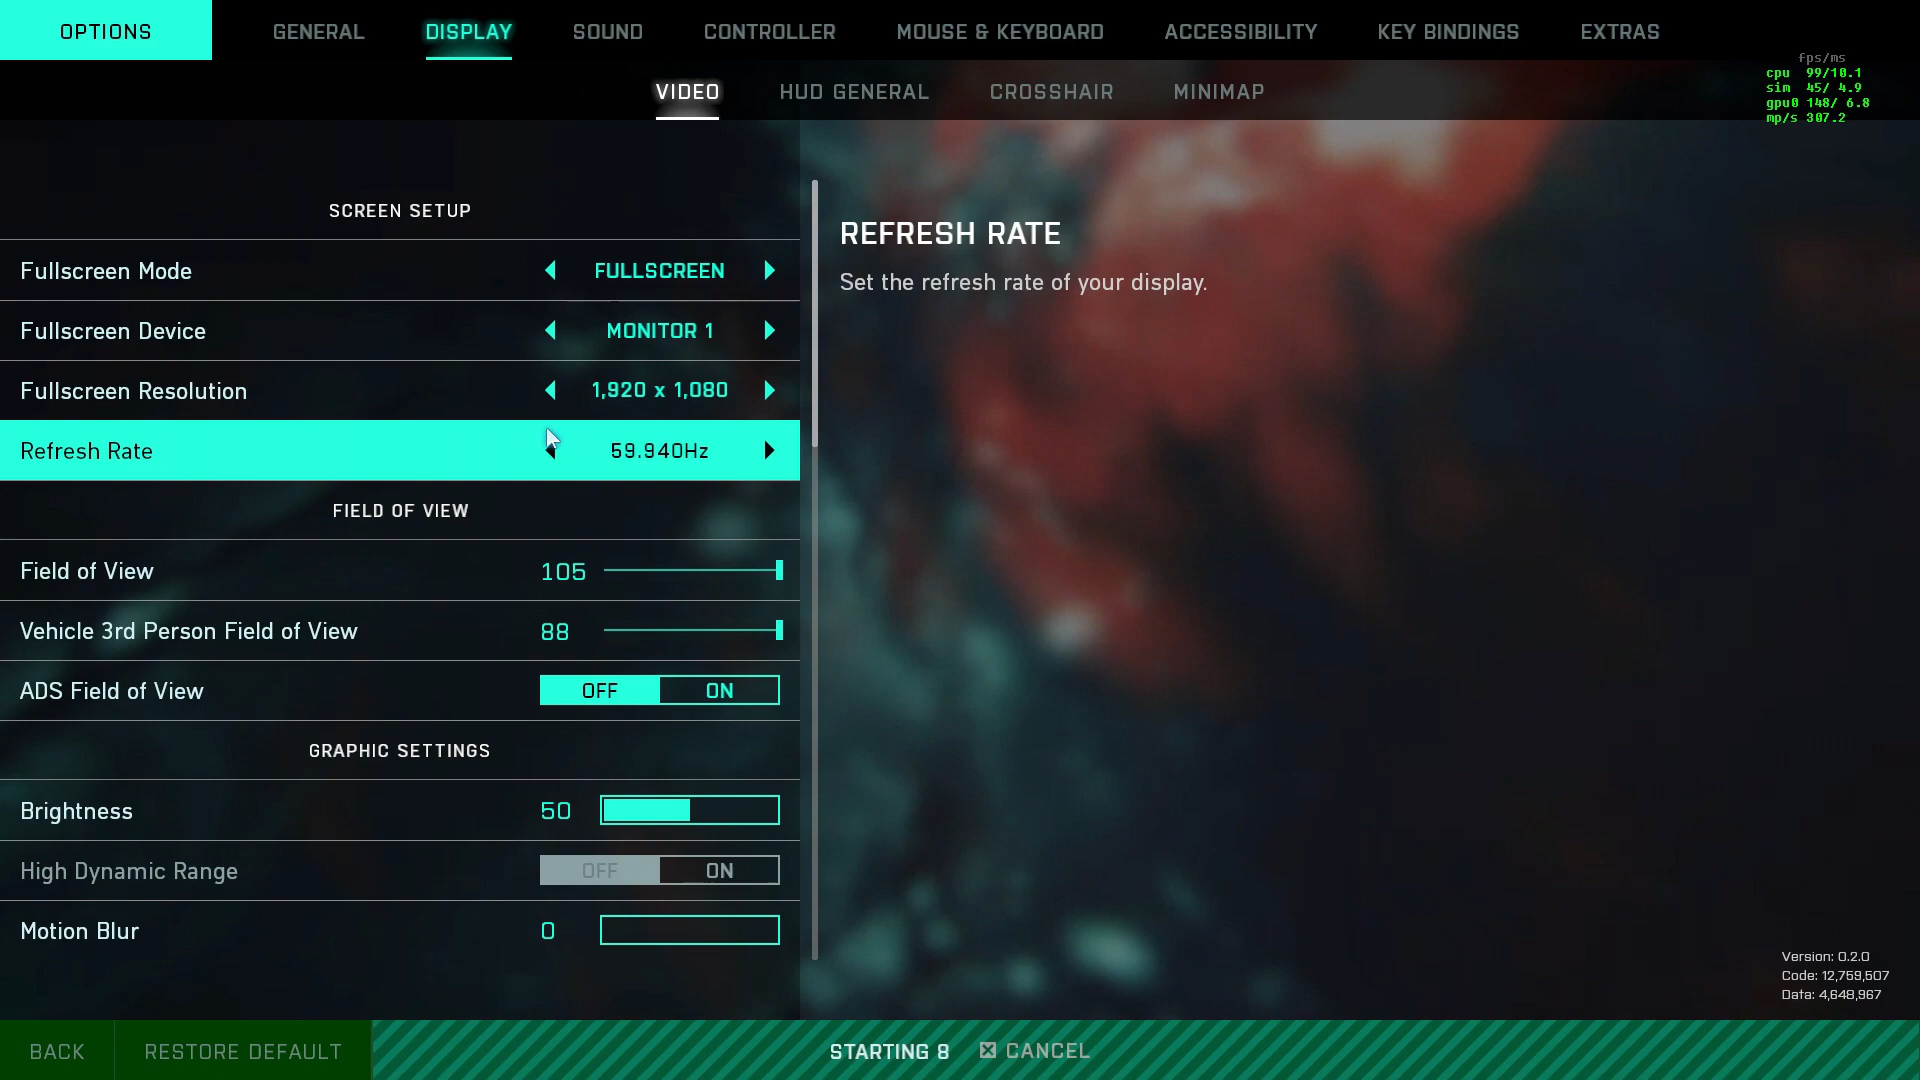 OPTIONS GENERAL DISPLAY SOUND CONTROLLER MOUSE & KEYBOARD ACCESSIBILITY KEY BINDINGS EXTRAS
VIDEO HUD GENERAL CROSSHAIR MINIMAP
fps/ms
cpu 99/10.1
sim 45/ 4.9
gpu0 148/ 6.8
mp/s 307.2
SCREEN SETUP
Fullscreen Mode FULLSCREEN
Fullscreen Device MONITOR 1
Fullscreen Resolution 1,920 x 1,080
Refresh Rate 59.940Hz
FIELD OF VIEW
Field of View 105
Vehicle 3rd Person Field of View 88
ADS Field of View OFF ON
GRAPHIC SETTINGS
Brightness 50
High Dynamic Range OFF ON
Motion Blur 0
REFRESH RATE
Set the refresh rate of your display.
Version: 0.2.0
Code: 12,759,507
Data: 4,648,967
BACK RESTORE DEFAULT STARTING 8 CANCEL